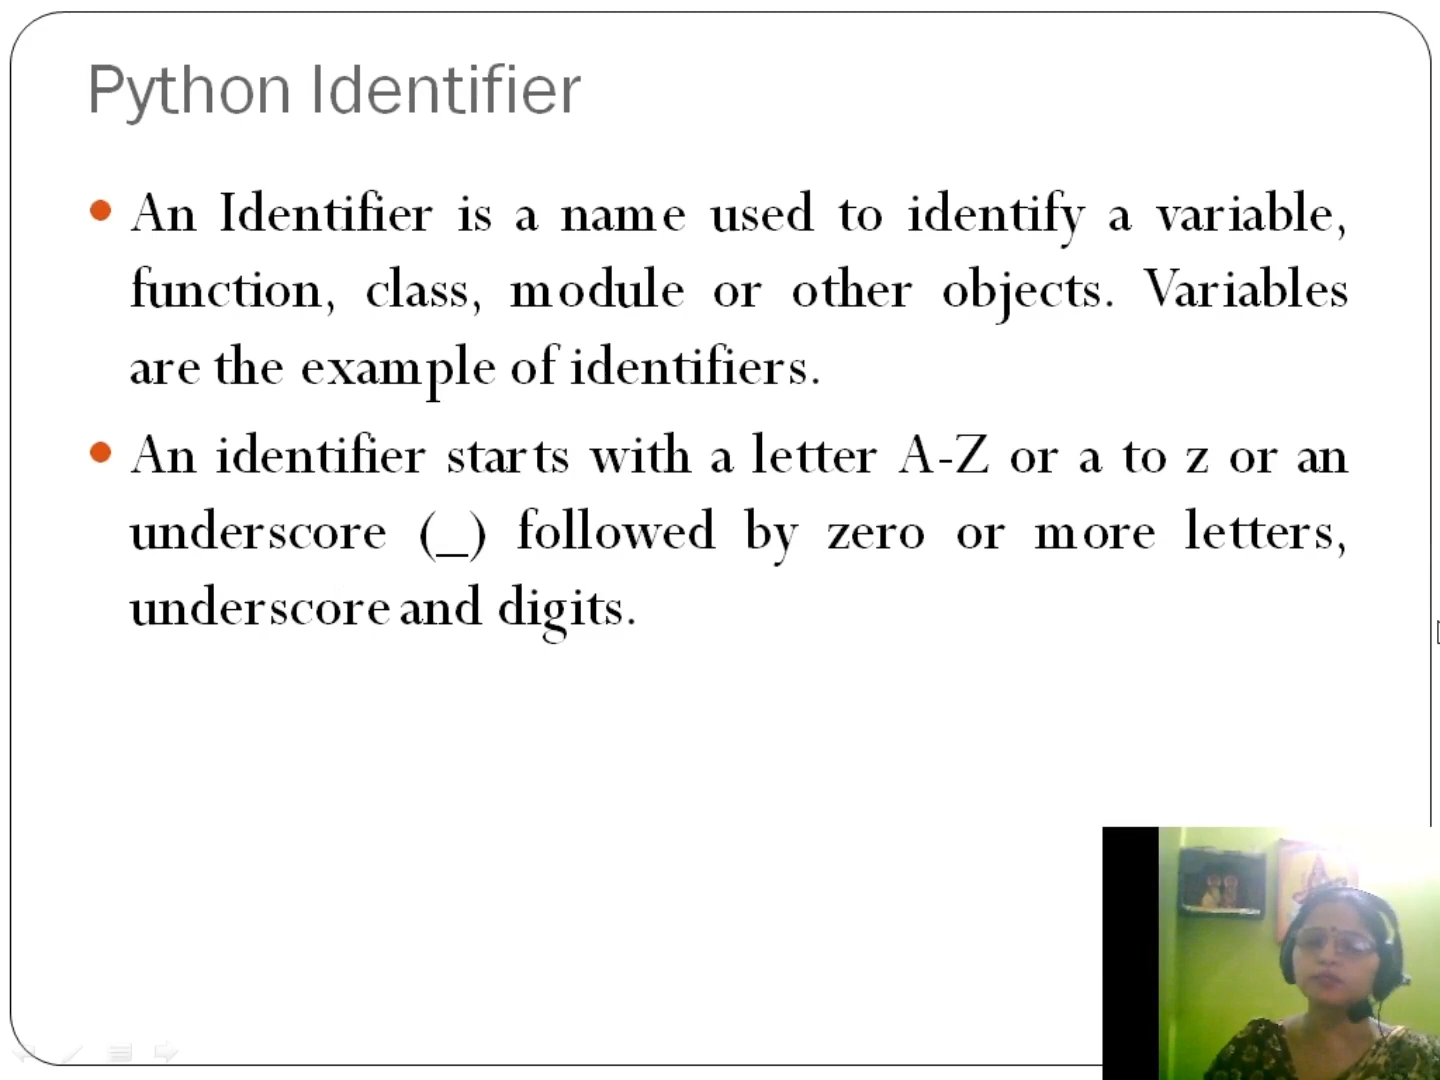 Python Identifier
An Identifier is a name used to identify a variable,
function, class, module or other objects. Variables
are the example of identifiers.
An identifier starts with a letter A-Z or a to z or an
underscore (_) followed by zero or more letters,
underscore and digits.